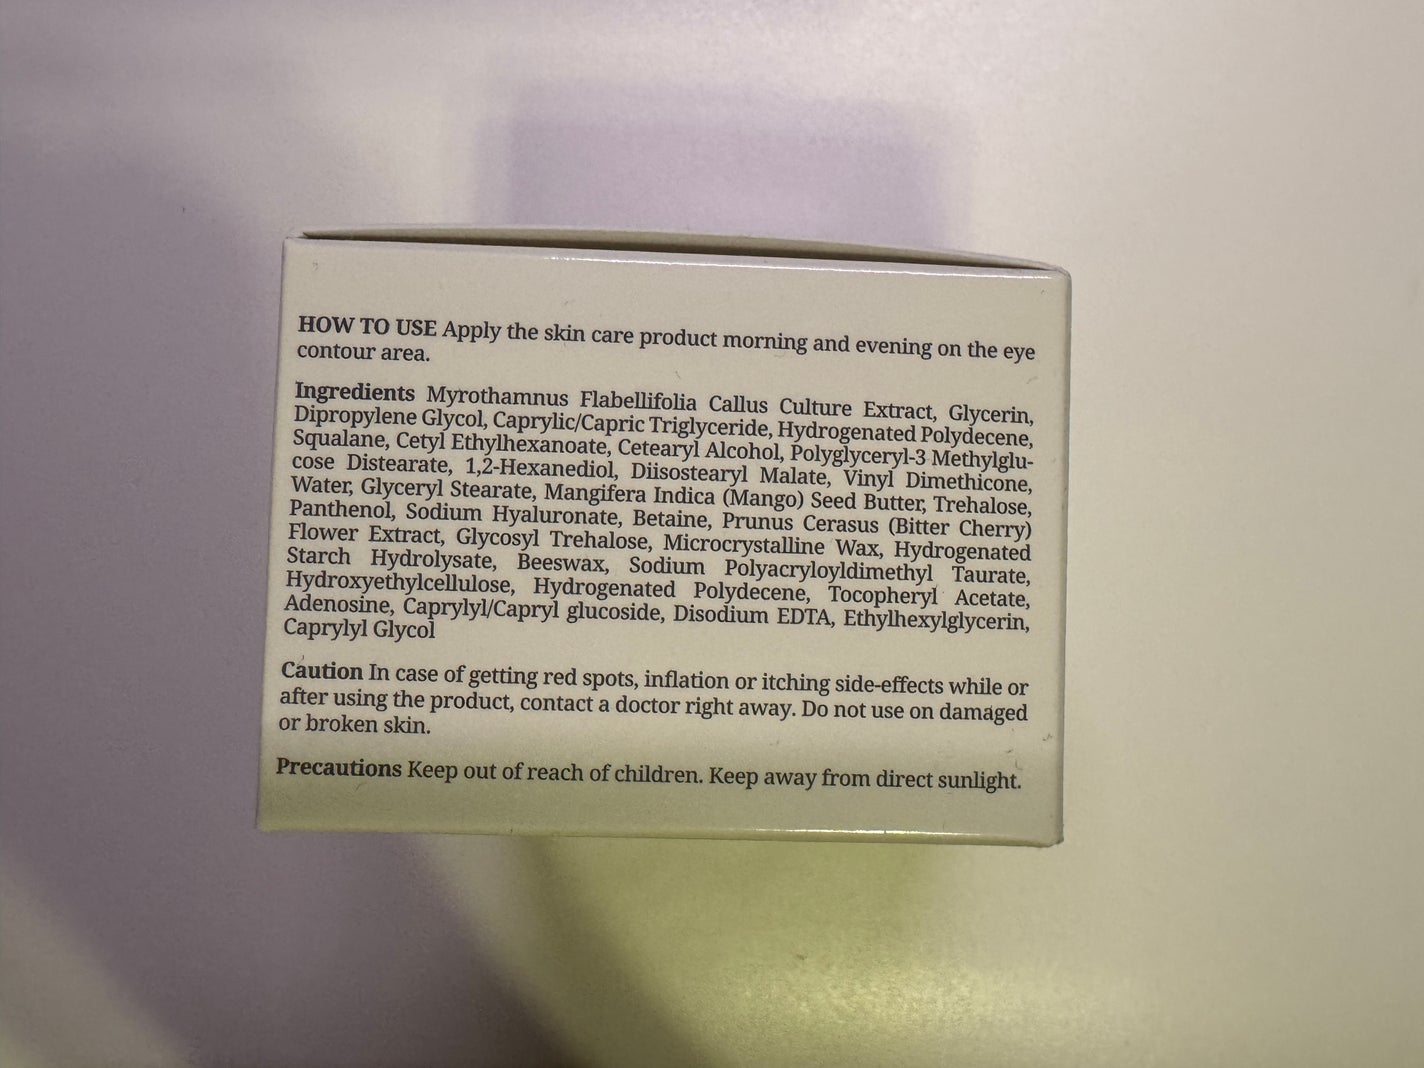 HOW TO USE Apply the skin care product morning and evening on the eye
contour area.
Ingredients Myrothamnus Flabellifolia Callus Culture Extract, Glycerin,
Dipropylene Glycol, Caprylic/Capric Triglyceride, Hydrogenated Polydecene,
Squalane, Cetyl Ethylhexanoate, Cetearyl Alcohol, Polyglyceryl-3 Methylglu-
cose Distearate, 1,2-Hexanediol, Diisostearyl Malate, Vinyl Dimethicone,
Water, Glyceryl Stearate, Mangifera Indica (Mango) Seed Butter, Trehalose,
Panthenol, Sodium Hyaluronate, Betaine, Prunus Cerasus (Bitter Cherry)
Flower Extract, Glycosyl Trehalose, Microcrystalline Wax, Hydrogenated
Starch Hydrolysate, Beeswax, Sodium Polyacryloyldimethyl Taurate,
Hydroxyethylcellulose, Hydrogenated Polydecene, Tocopheryl Acetate,
Adenosine, Caprylyl/Capryl glucoside, Disodium EDTA, Ethylhexylglycerin,
Caprylyl Glycol
Caution In case of getting red spots, inflation or itching side-effects while or
after using the product, contact a doctor right away. Do not use on damaged
or broken skin.
Precautions Keep out of reach of children. Keep away from direct sunlight.